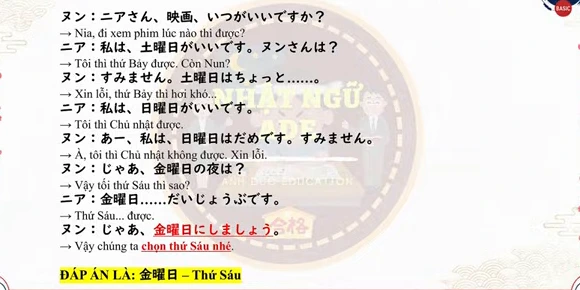 ヌン：ニアさん、映画、いつがいいですか？
→ Nia, đi xem phim lúc nào thì được?
ニア：私は、土曜日がいいです。ヌンさんは？
→ Tôi thì thứ Bảy được. Còn Nun?
ヌン：すみません。土曜日はちょっと……。
→ Xin lỗi, thứ Bảy thì hơi khó...
ニア：私は、日曜日がいいです。
→ Tôi thì Chủ nhật được.
ヌン：あー、私は、日曜日はだめです。すみません。
→ À, tôi thì Chủ nhật không được. Xin lỗi.
ヌン：じゃあ、金曜日の夜は？
→ Vậy tối thứ Sáu thì sao?
ニア：金曜日……だいじょうぶです。
→ Thứ Sáu... được.
ヌン：じゃあ、金曜日にしましょう。
→ Vậy chúng ta chọn thứ Sáu nhé.
ĐÁP ÁN LÀ: 金曜日 – Thứ Sáu
BASIC
NHẬT NGỮ
合格